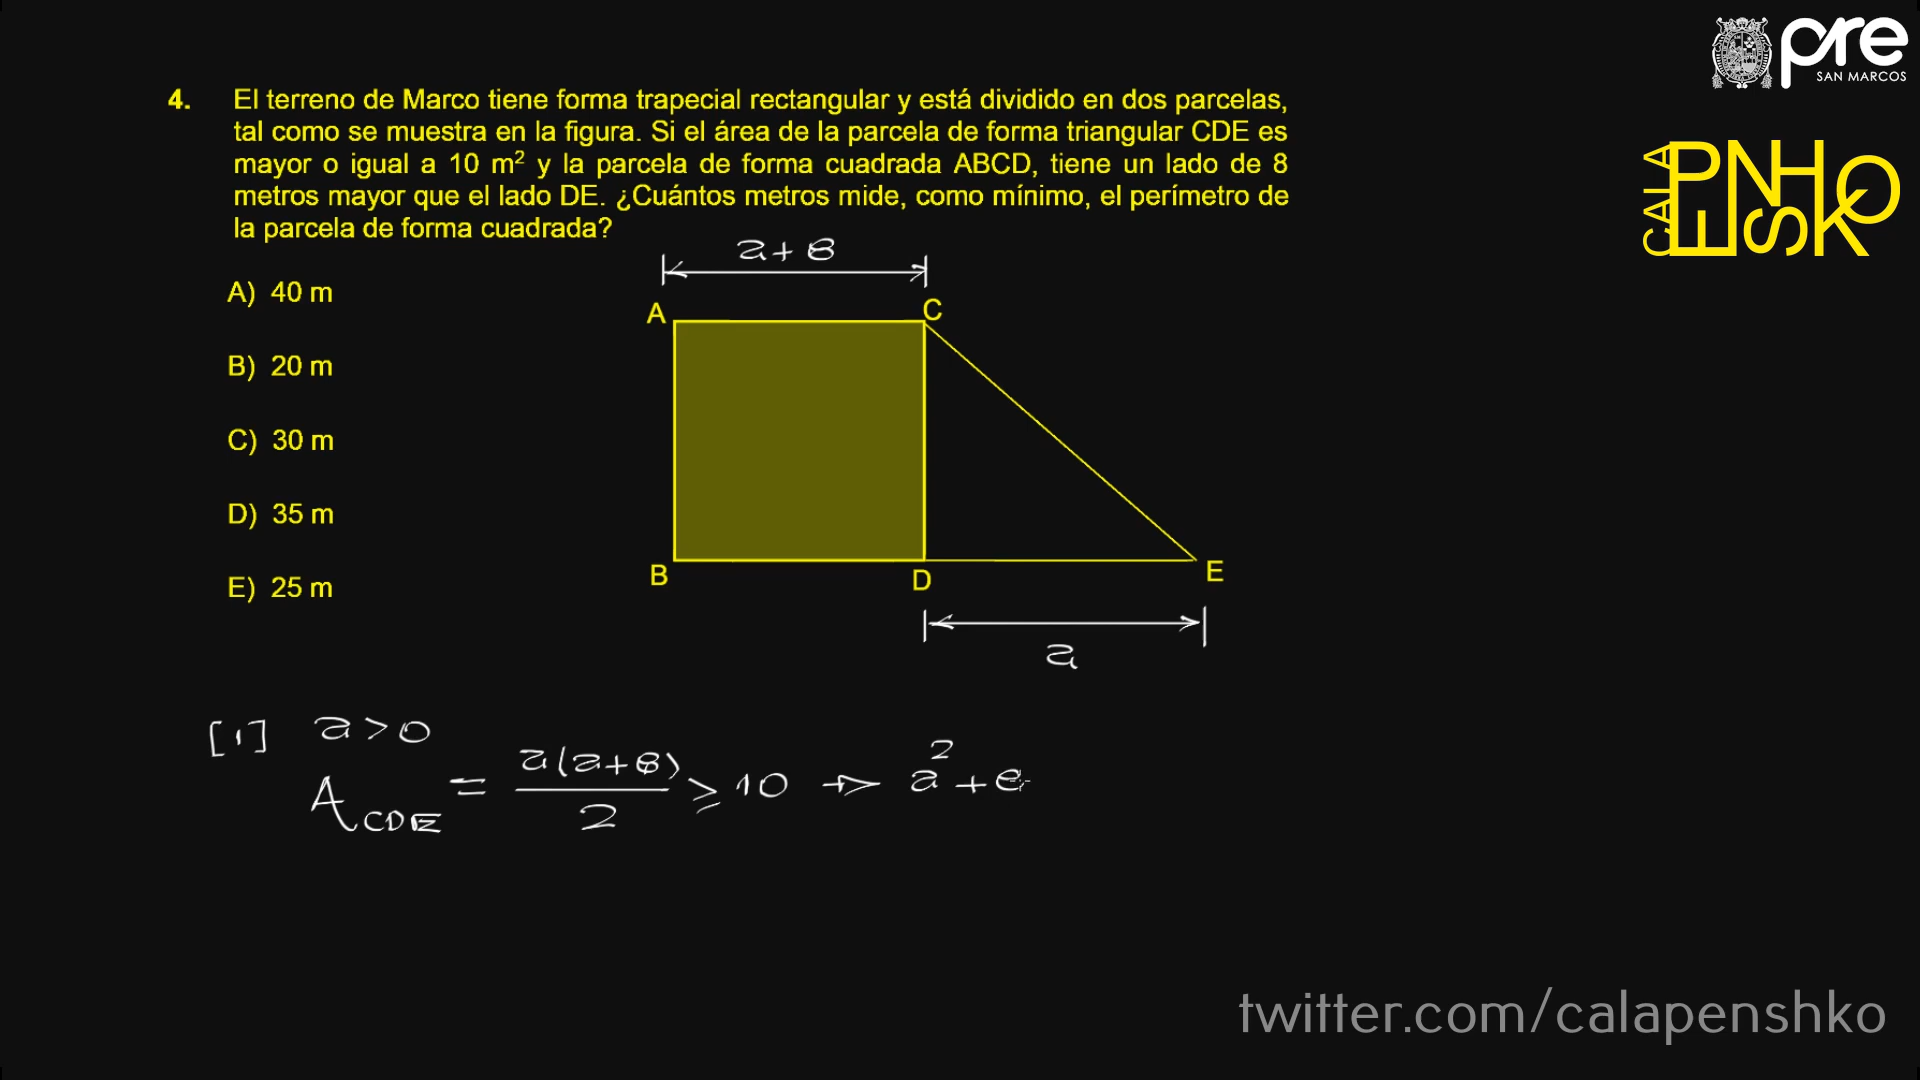 pre
SAN MARCOS
CALA
PENSHKO
4. El terreno de Marco tiene forma trapecial rectangular y está dividido en dos parcelas,
tal como se muestra en la figura. Si el área de la parcela de forma triangular CDE es
mayor o igual a 10 m² y la parcela de forma cuadrada ABCD, tiene un lado de 8
metros mayor que el lado DE. ¿Cuántos metros mide, como mínimo, el perímetro de
la parcela de forma cuadrada?
a+8
A) 40 m
B) 20 m
C) 30 m
D) 35 m
E) 25 m
A
C
B
D
E
a
[1] a>0
A_CDE = a(a+8)/2 ≥ 10 → a²+
twitter.com/calapenshko